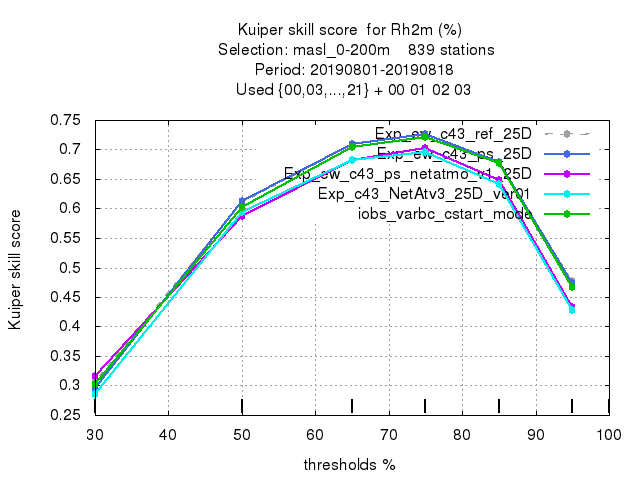 Kuiper skill score  for Rh2m (%)
Selection: masl_0-200m    839 stations
Period: 20190801-20190818
Used {00,03,...,21} + 00 01 02 03
Kuiper skill score
0.75
0.7
0.65
0.6
0.55
0.5
0.45
0.4
0.35
0.3
0.25
Exp_ew_c43_ref_25D
Exp_ew_c43_ps_25D
Exp_ew_c43_ps_netatmo_v1_25D
Exp_c43_NetAtv3_25D_ver01
iobs_varbc_cstart_mode
30 40 50 60 70 80 90 100
thresholds %